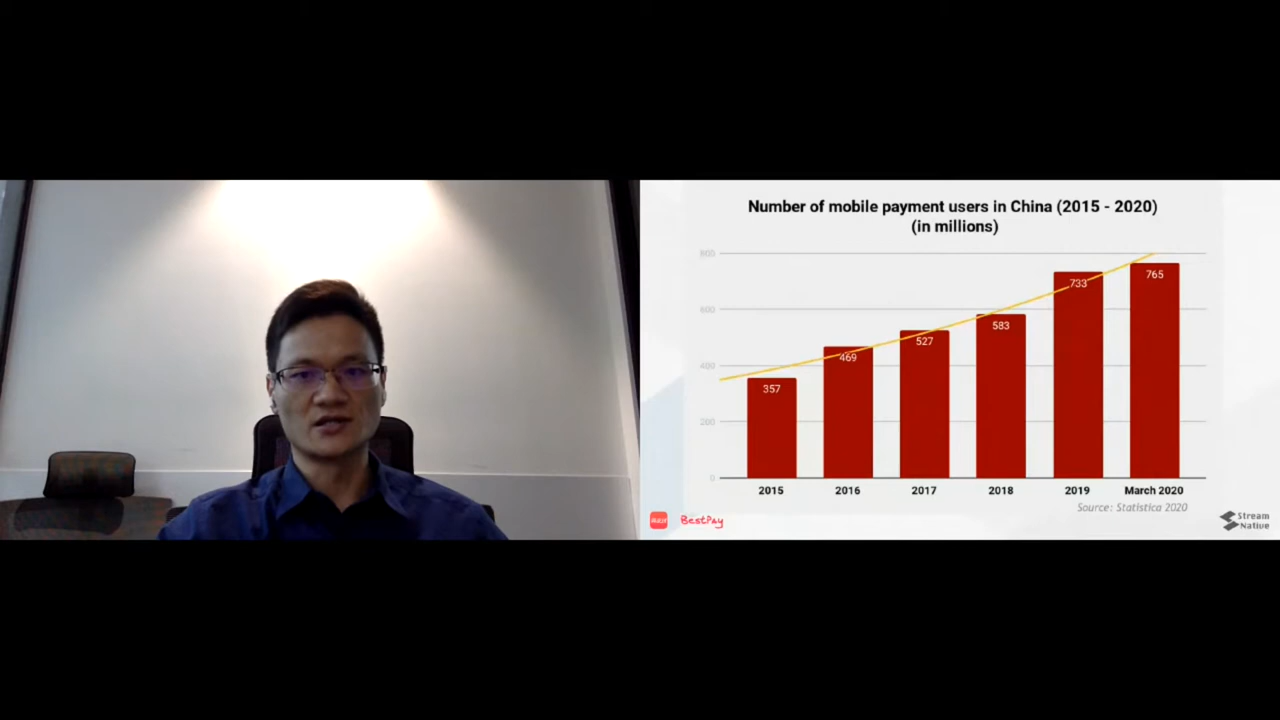 Number of mobile payment users in China (2015 - 2020)
(in millions)
800
600
400
200
0
357
469
527
583
733
765
2015
2016
2017
2018
2019
March 2020
Source: Statistica 2020
BestPay
Stream
Native